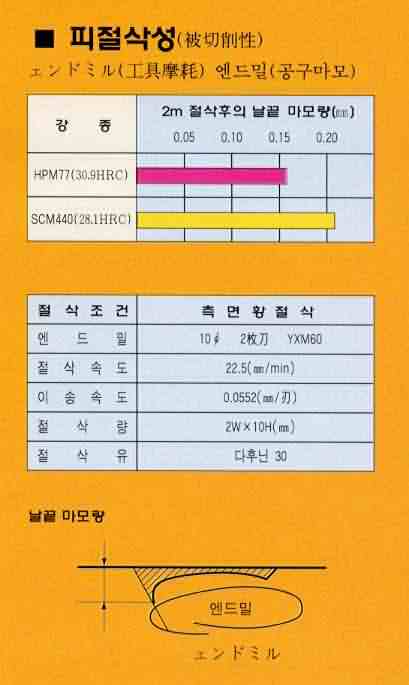 ■ 피절삭성(被切削性)
エンドミル(工具摩耗) 엔드밀(공구마모)
강 종
2m 절삭후의 날끝 마모량(㎜)
0.05 0.10 0.15 0.20
HPM77(30.9HRC)
SCM440(28.1HRC)
절 삭 조 건 측 면 황 절 삭
엔 드 밀 10∮ 2枚刀 YXM60
절 삭 속 도 22.5(㎜/min)
이 송 속 도 0.0552(㎜/刃)
절 삭 량 2W×10H(㎜)
절 삭 유 다후닌 30
날끝 마모량
엔드밀
エンドミル